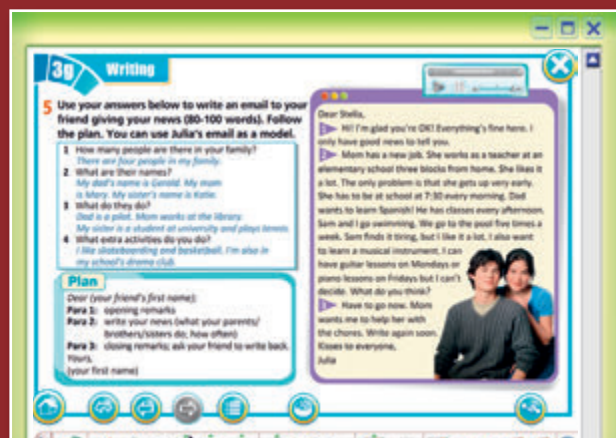 3g Writing
5 Use your answers below to write an email to your
friend giving your news (80-100 words). Follow
the plan. You can use Julia's email as a model.
1 How many people are there in your family?
There are four people in my family.
2 What are their names?
My dad's name is Gerald. My mom
is Mary. My sister's name is Katie.
3 What do they do?
Dad is a pilot. Mom works at the library.
My sister is a student at university and plays tennis.
4 What extra activities do you do?
I like skateboarding and basketball. I'm also in
my school's drama club.
Plan
Dear (your friend's first name);
Para 1: opening remarks
Para 2: write your news (what your parents/
brothers/sisters do; how often)
Para 3: closing remarks; ask your friend to write back.
Yours,
(your first name)
Dear Stella,
1 Hi! I'm glad you're OK! Everything's fine here. I
only have good news to tell you.
2 Mom has a new job. She works as a teacher at an
elementary school three blocks from home. She likes it
a lot. The only problem is that she gets up very early.
She has to be at school at 7:30 every morning. Dad
wants to learn Spanish! He has classes every afternoon.
Sam and I go swimming. We go to the pool five times a
week. Sam finds it tiring, but I like it a lot. I also want
to learn a musical instrument. I can
have guitar lessons on Mondays or
piano lessons on Fridays but I can't
decide. What do you think?
3 Have to go now. Mom
wants me to help her with
the chores. Write again soon.
Kisses to everyone,
Julia